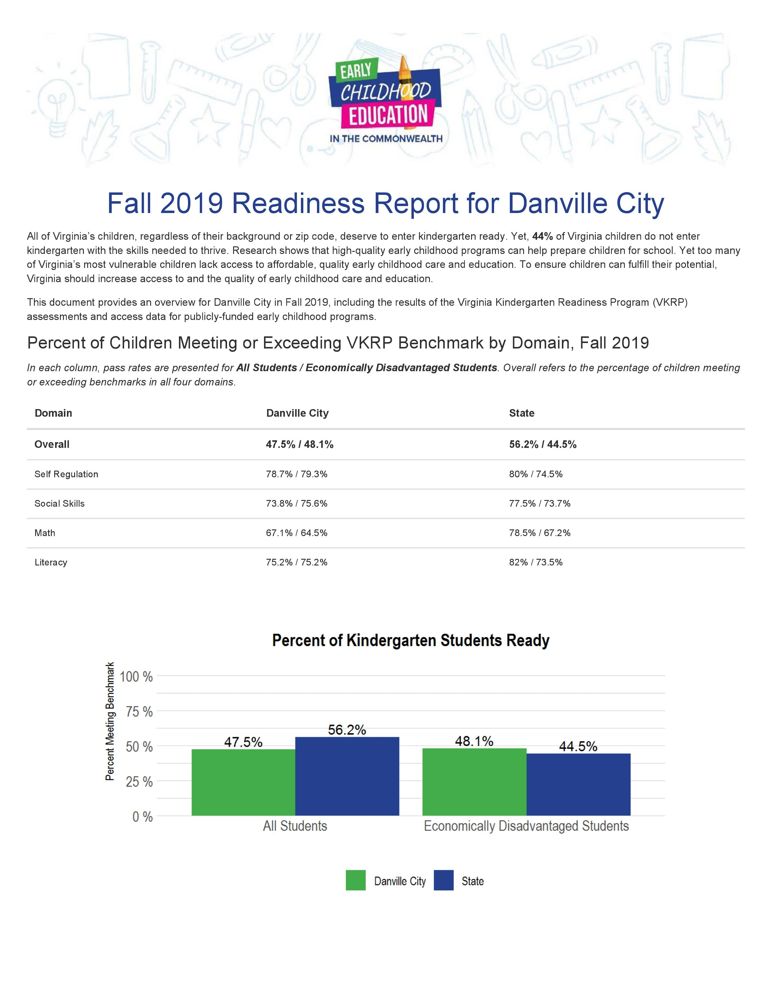 EARLY
CHILDHOOD
EDUCATION
IN THE COMMONWEALTH
Fall 2019 Readiness Report for Danville City
All of Virginia’s children, regardless of their background or zip code, deserve to enter kindergarten ready. Yet, 44% of Virginia children do not enter
kindergarten with the skills needed to thrive. Research shows that high-quality early childhood programs can help prepare children for school. Yet too many
of Virginia’s most vulnerable children lack access to affordable, quality early childhood care and education. To ensure children can fulfill their potential,
Virginia should increase access to and the quality of early childhood care and education.
This document provides an overview for Danville City in Fall 2019, including the results of the Virginia Kindergarten Readiness Program (VKRP)
assessments and access data for publicly-funded early childhood programs.
Percent of Children Meeting or Exceeding VKRP Benchmark by Domain, Fall 2019
In each column, pass rates are presented for All Students / Economically Disadvantaged Students. Overall refers to the percentage of children meeting
or exceeding benchmarks in all four domains.
Domain Danville City State
Overall 47.5% / 48.1% 56.2% / 44.5%
Self Regulation 78.7% / 79.3% 80% / 74.5%
Social Skills 73.8% / 75.6% 77.5% / 73.7%
Math 67.1% / 64.5% 78.5% / 67.2%
Literacy 75.2% / 75.2% 82% / 73.5%
Percent of Kindergarten Students Ready
Percent Meeting Benchmark
100 %
75 %
50 %
25 %
0 %
47.5% 56.2% 48.1% 44.5%
All Students Economically Disadvantaged Students
Danville City State